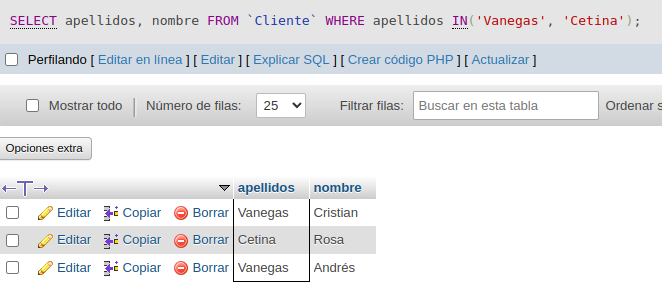 SELECT apellidos, nombre FROM `Cliente` WHERE apellidos IN('Vanegas', 'Cetina');
Perfilando [ Editar en línea ] [ Editar ] [ Explicar SQL ] [ Crear código PHP ] [ Actualizar ]
Mostrar todo Número de filas: 25 Filtrar filas: Buscar en esta tabla Ordenar s
Opciones extra
←T→ apellidos nombre
Editar Copiar Borrar Vanegas Cristian
Editar Copiar Borrar Cetina Rosa
Editar Copiar Borrar Vanegas Andrés